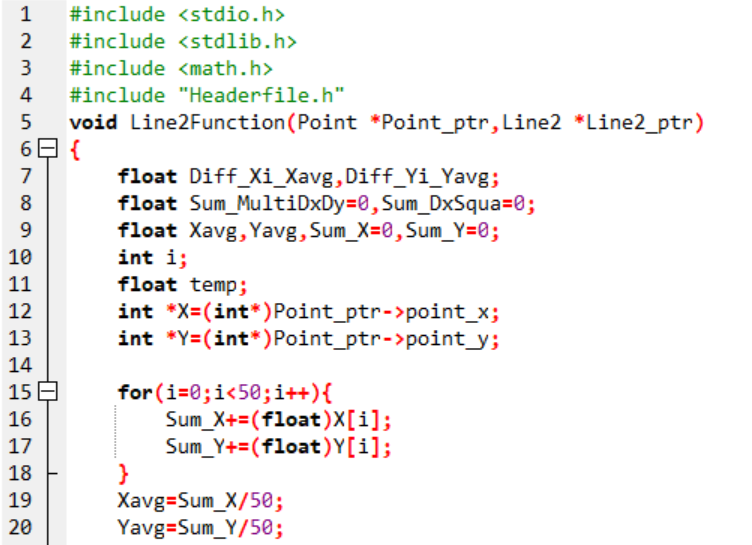 1 #include <stdio.h>
2 #include <stdlib.h>
3 #include <math.h>
4 #include "Headerfile.h"
5 void Line2Function(Point *Point_ptr,Line2 *Line2_ptr)
6 {
7 float Diff_Xi_Xavg,Diff_Yi_Yavg;
8 float Sum_MultiDxDy=0,Sum_DxSqua=0;
9 float Xavg,Yavg,Sum_X=0,Sum_Y=0;
10 int i;
11 float temp;
12 int *X=(int*)Point_ptr->point_x;
13 int *Y=(int*)Point_ptr->point_y;
14
15 for(i=0;i<50;i++){
16 Sum_X+=(float)X[i];
17 Sum_Y+=(float)Y[i];
18 }
19 Xavg=Sum_X/50;
20 Yavg=Sum_Y/50;